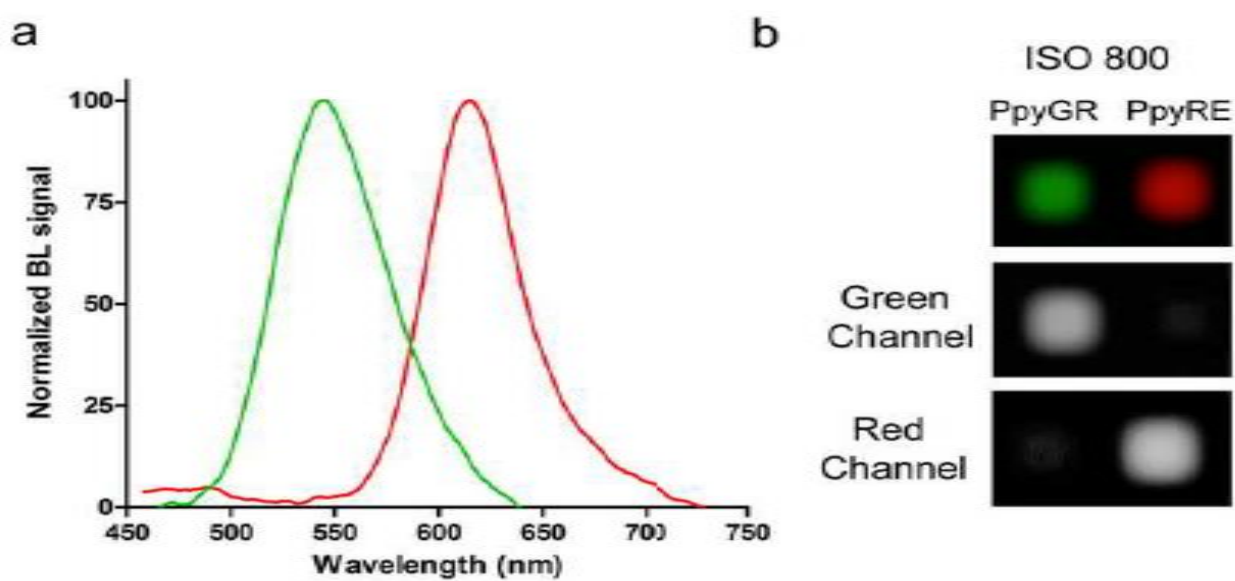 a
b
ISO 800
PpyGR PpyRE
100
75
50
25
0
Normalized BL signal
450 500 550 600 650 700 750
Wavelength (nm)
Green
Channel
Red
Channel